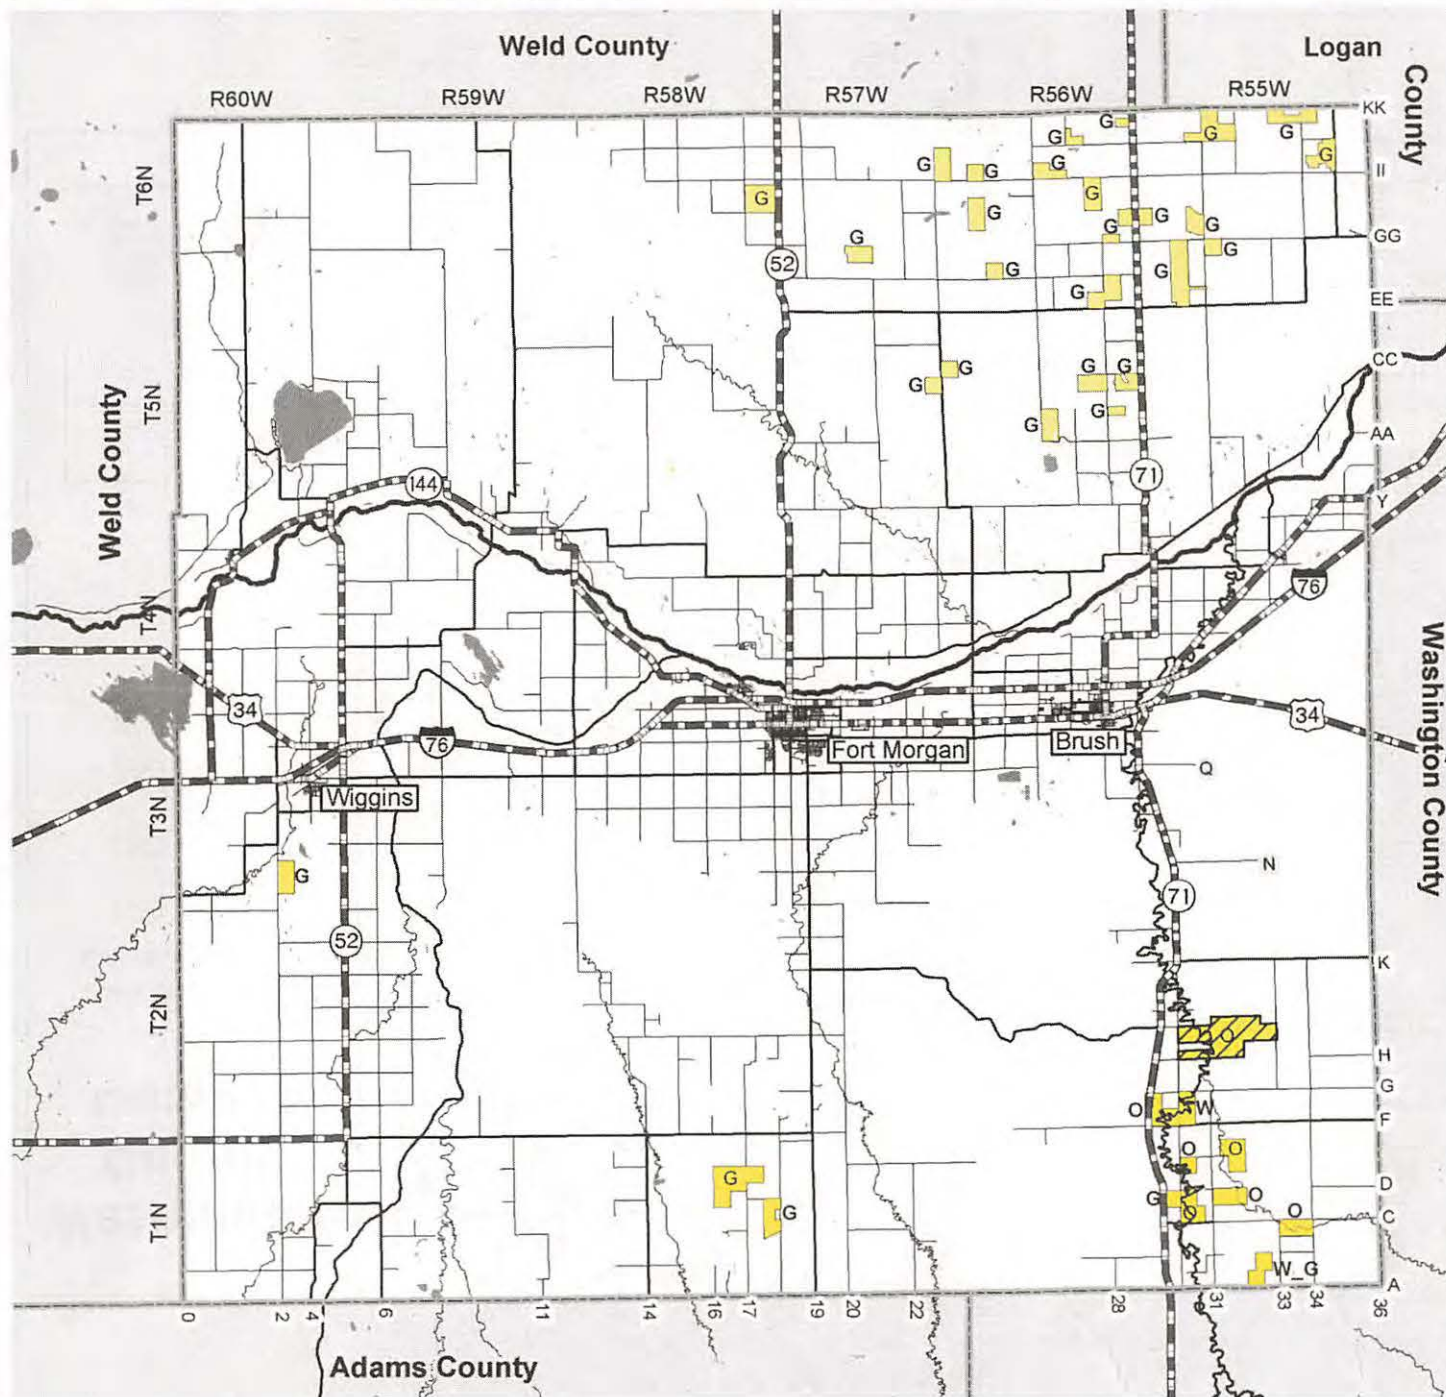 Weld County
Logan
County
R60W
R59W
R58W
R57W
R56W
R55W
KK
G
G
G
G
G
T6N
G
G
G
G
II
G
G
G
G
G
G
G
GG
G
G
52
G
G
G
EE
CC
G
G
G
G
T5N
G
G
AA
Weld County
144
71
Y
76
T4N
Washington County
34
34
76
Fort Morgan
Brush
Q
Wiggins
T3N
N
G
71
52
K
T2N
O
H
G
O
W
F
O
O
G
D
G
O
T1N
G
O
O
C
W_G
A
0
2
4
6
11
14
16
17
19
20
22
28
31
33
34
36
Adams County